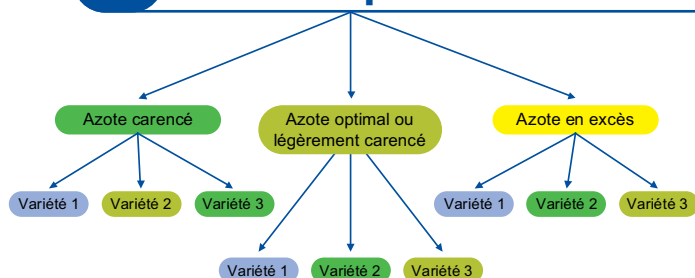 Azote carencé
Azote optimal ou
légèrement carencé
Azote en excès
Variété 1
Variété 2
Variété 3
Variété 1
Variété 2
Variété 3
Variété 1
Variété 2
Variété 3